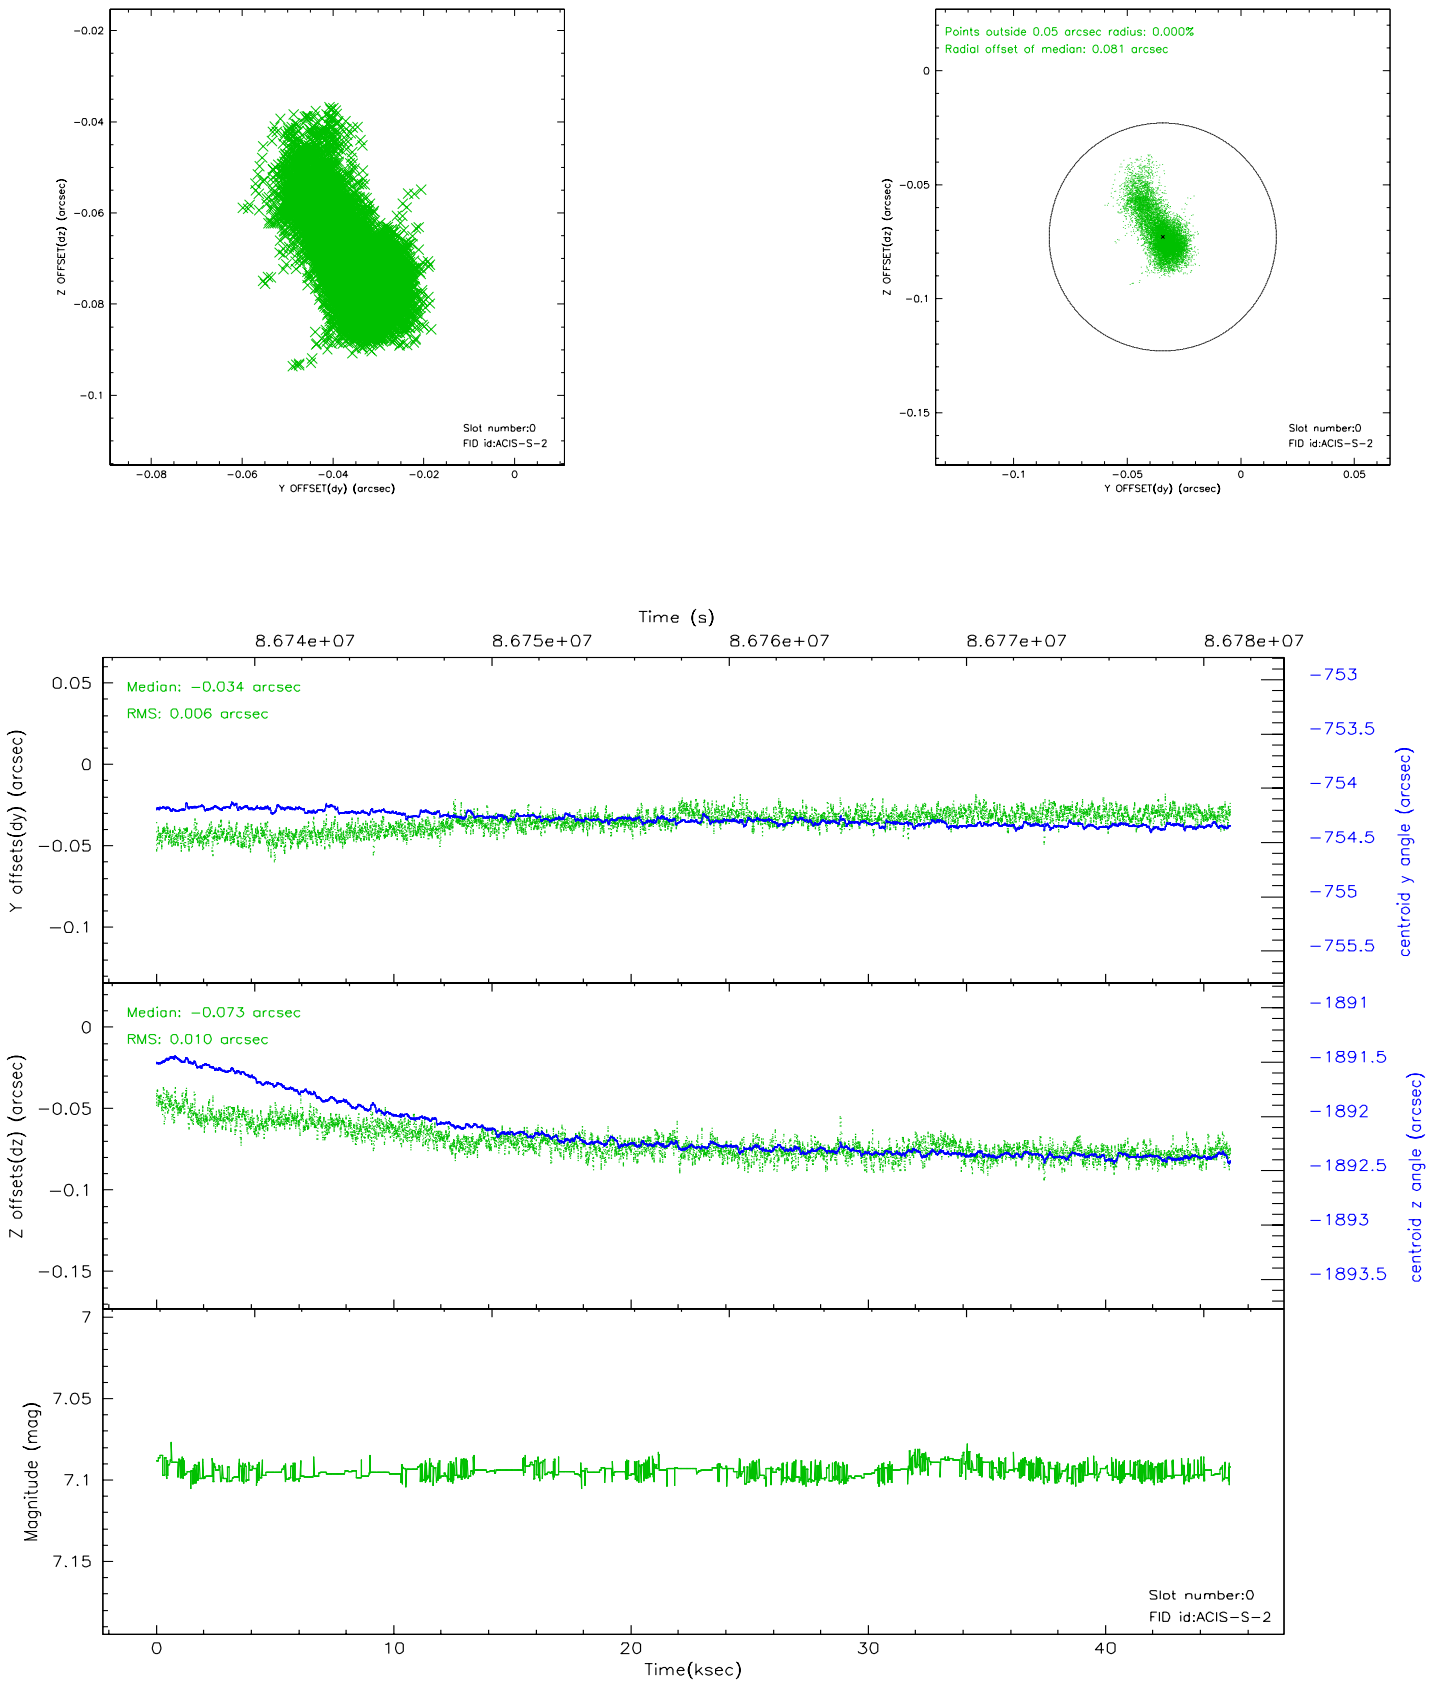 −0.02
−0.04
−0.06
−0.08
−0.1
Z OFFSET(dz) (arcsec)
Slot number:0
FID id:ACIS−S−2
−0.08 −0.06 −0.04 −0.02 0
Y OFFSET(dy) (arcsec)
Points outside 0.05 arcsec radius: 0.000%
Radial offset of median: 0.081 arcsec
0
−0.05
−0.1
−0.15
Z OFFSET(dz) (arcsec)
Slot number:0
FID id:ACIS−S−2
−0.1 −0.05 0 0.05
Y OFFSET(dy) (arcsec)
Time (s)
8.674e+07 8.675e+07 8.676e+07 8.677e+07 8.678e+07
Median: −0.034 arcsec
RMS: 0.006 arcsec
0.05
0
−0.05
−0.1
Y offsets(dy) (arcsec)
−753
−753.5
−754
−754.5
−755
−755.5
centroid y angle (arcsec)
Median: −0.073 arcsec
RMS: 0.010 arcsec
0
−0.05
−0.1
−0.15
Z offsets(dz) (arcsec)
−1891
−1891.5
−1892
−1892.5
−1893
−1893.5
centroid z angle (arcsec)
7
7.05
7.1
7.15
Magnitude (mag)
Slot number:0
FID id:ACIS−S−2
0 10 20 30 40
Time(ksec)